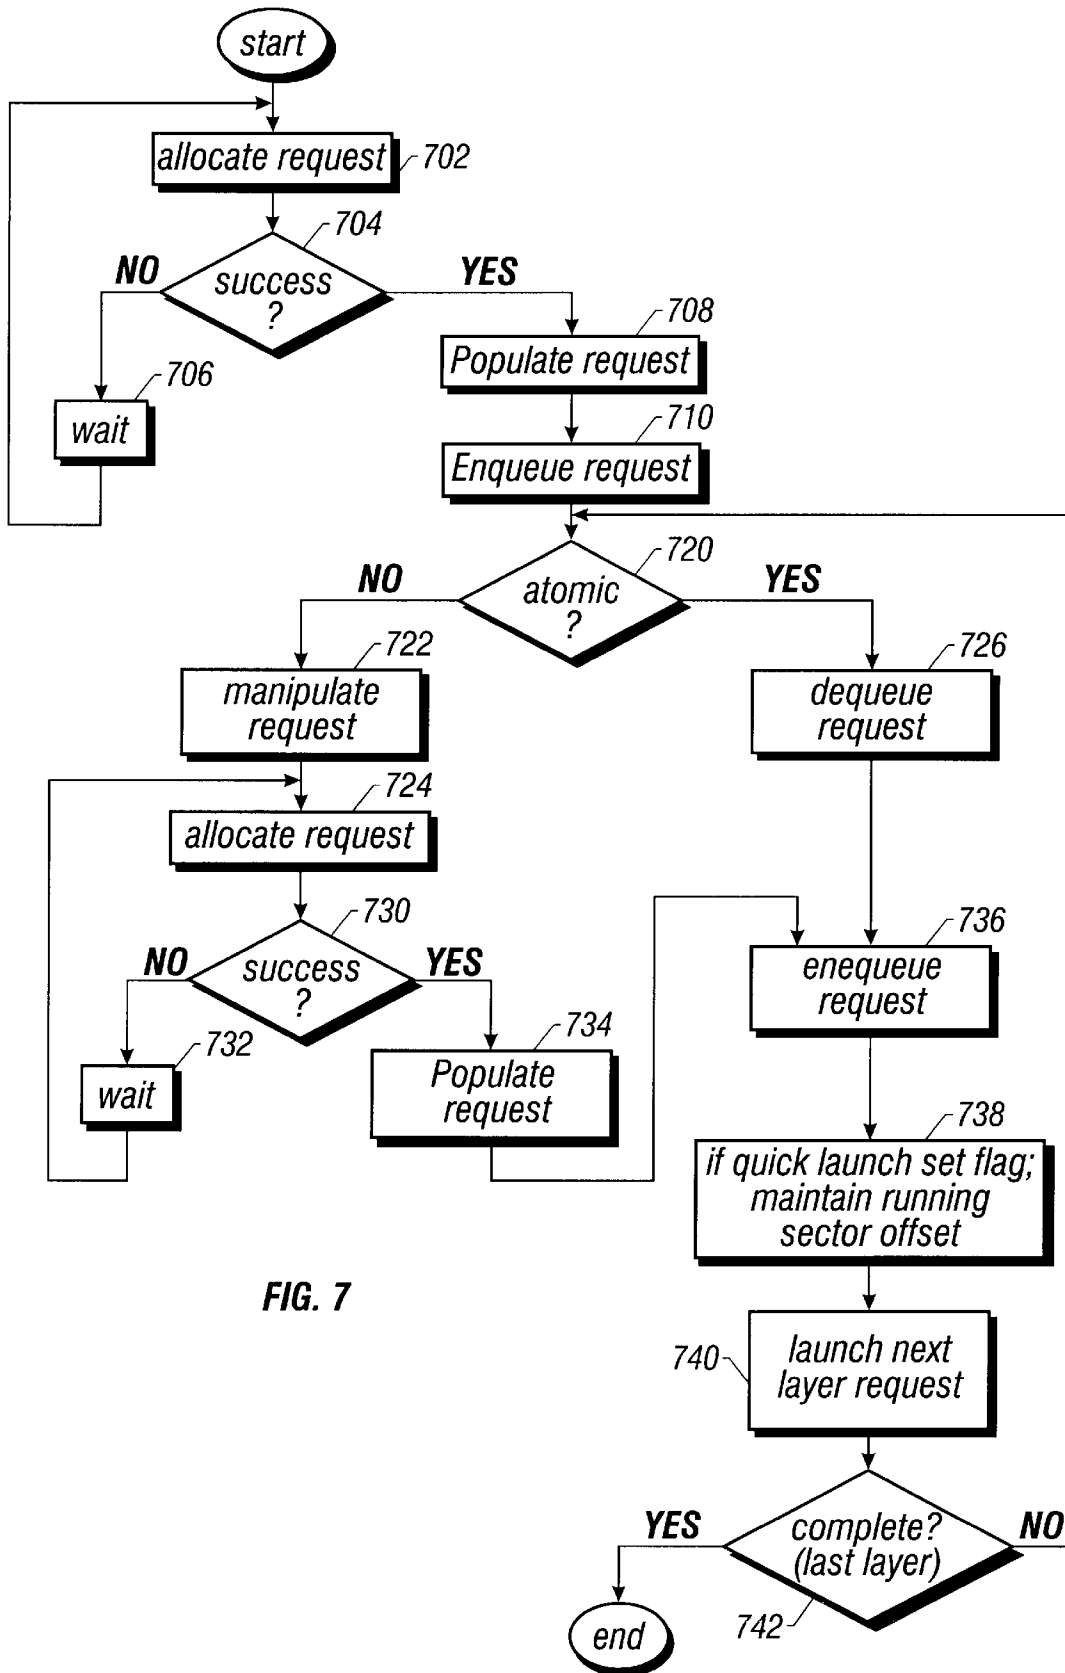 start
allocate request
702
704
NO
success
?
YES
706
wait
708
Populate request
710
Enqueue request
720
NO
atomic
?
YES
722
manipulate
request
726
dequeue
request
724
allocate request
730
NO
success
?
YES
736
enequeue
request
732
wait
734
Populate
request
738
if quick launch set flag;
maintain running
sector offset
FIG. 7
740
launch next
layer request
YES
complete?
(last layer)
NO
742
end